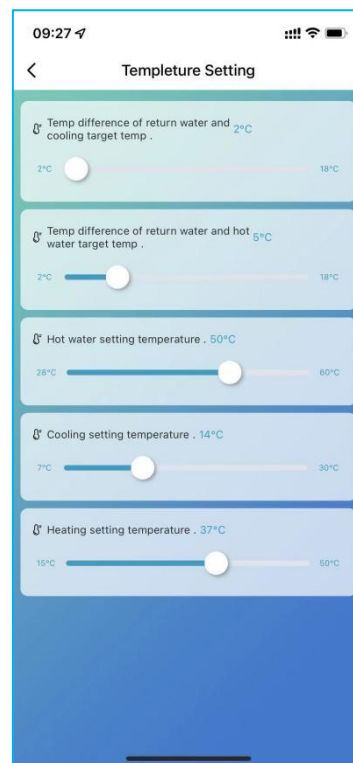 09:27
Templeture Setting
Temp difference of return water and 2°C
cooling target temp .
2°C 18°C
Temp difference of return water and hot 5°C
water target temp .
2°C 18°C
Hot water setting temperature . 50°C
28°C 60°C
Cooling setting temperature . 14°C
7°C 30°C
Heating setting temperature . 37°C
15°C 50°C